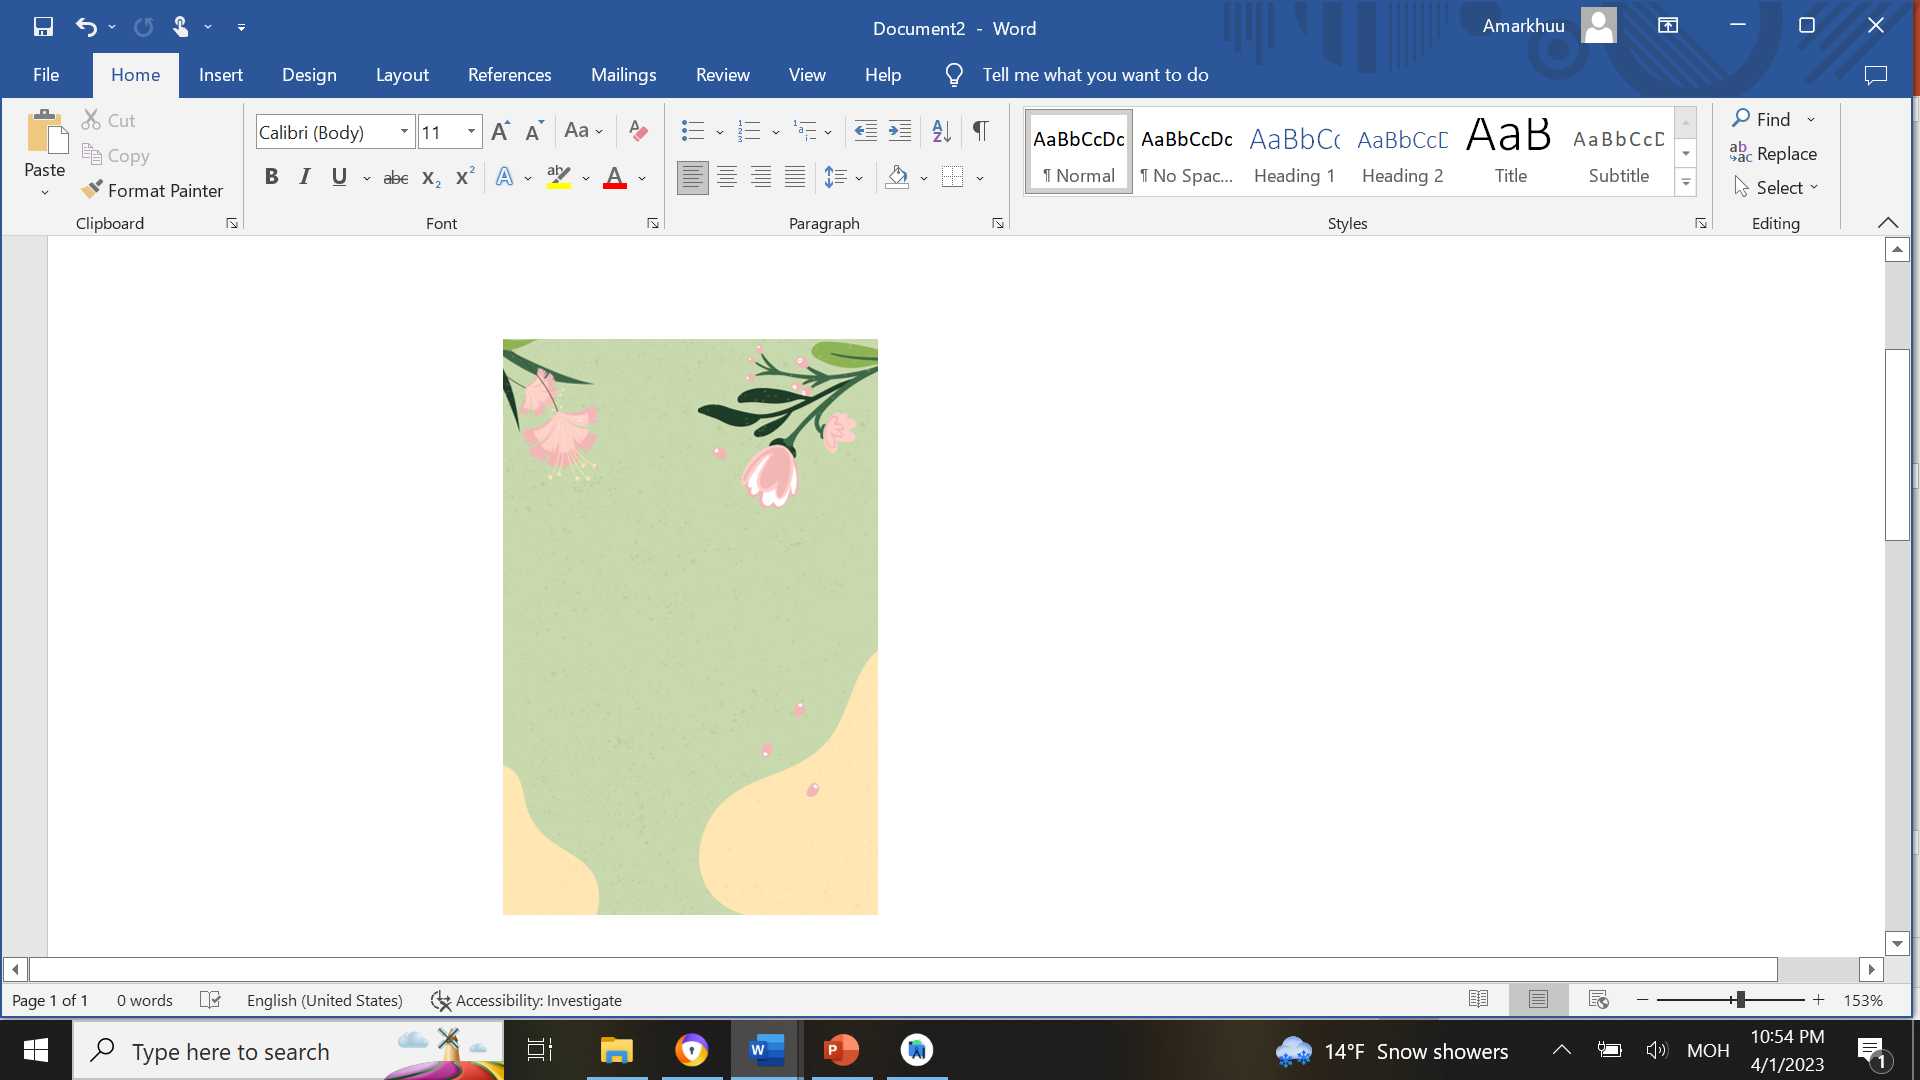 Document2 - Word
Amarkhuu
File Home Insert Design Layout References Mailings Review View Help Tell me what you want to do
Paste
Cut
Copy
Format Painter
Clipboard
Calibri (Body) 11
Aa
B I U abc X₂ X² A ab A
Font
Paragraph
AaBbCcDc AaBbCcDc AaBbCc AaBbCcD AaB AaBbCcD
¶ Normal ¶ No Spac... Heading 1 Heading 2 Title Subtitle
Styles
Find
Replace
Select
Editing
Page 1 of 1 0 words English (United States) Accessibility: Investigate 153%
Type here to search
14°F Snow showers
MOH
10:54 PM
4/1/2023
1